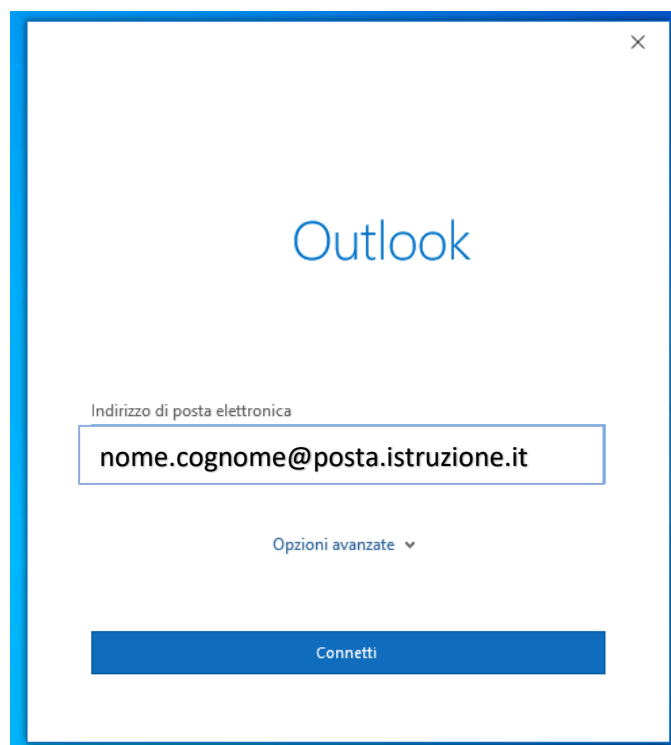 Outlook
Indirizzo di posta elettronica
nome.cognome@posta.istruzione.it
Opzioni avanzate
Connetti